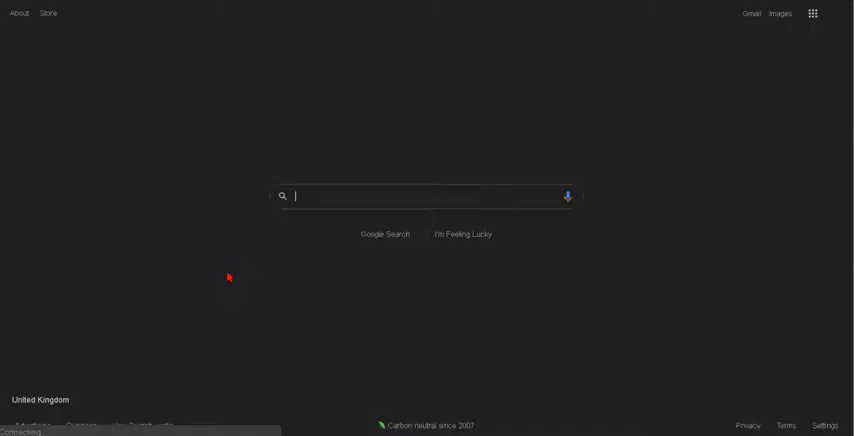 About Store
Gmail Images
Google Search I'm Feeling Lucky
United Kingdom
Carbon neutral since 2007
Privacy Terms Settings
Connecting